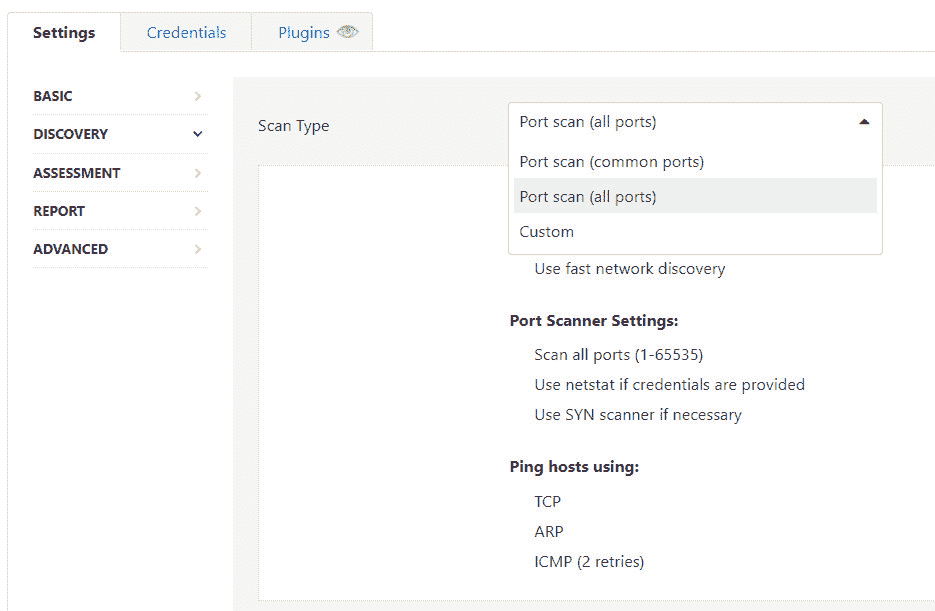 Settings
Credentials
Plugins
BASIC
DISCOVERY
ASSESSMENT
REPORT
ADVANCED
Scan Type
Port scan (all ports)
Port scan (common ports)
Port scan (all ports)
Custom
Use fast network discovery
Port Scanner Settings:
Scan all ports (1-65535)
Use netstat if credentials are provided
Use SYN scanner if necessary
Ping hosts using:
TCP
ARP
ICMP (2 retries)